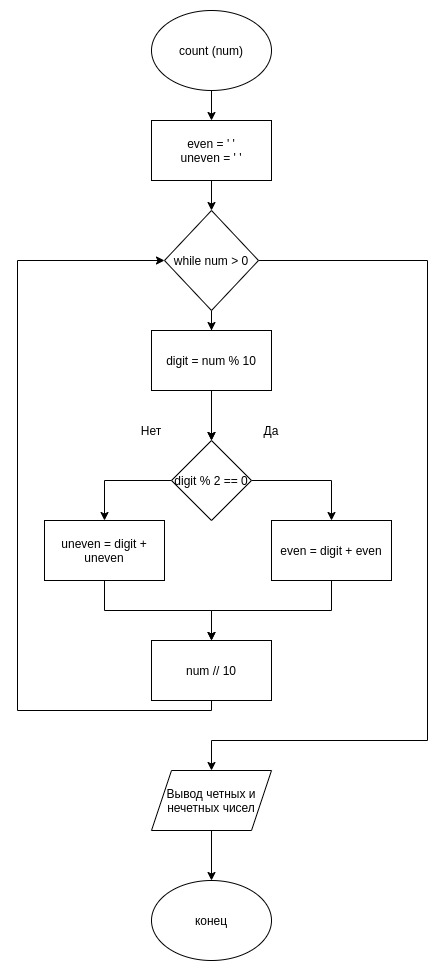 count (num)
even = ' '
uneven = ' '
while num > 0
digit = num % 10
Нет
Да
digit % 2 == 0
uneven = digit +
uneven
even = digit + even
num // 10
Вывод четных и
нечетных чисел
конец